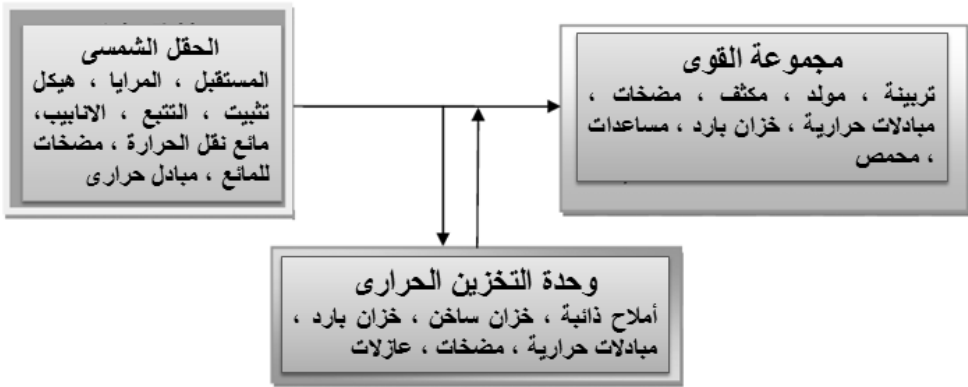 الحقل الشمسى
المستقبل ، المرايا ، هيكل
تثبيت ، التتبع ، الانابيب،
مائع نقل الحرارة ، مضخات
للمائع ، مبادل حرارى
مجموعة القوى
تربينة ، مولد ، مكثف ، مضخات ،
مبادلات حرارية ، خزان بارد ، مساعدات
، محمص
وحدة التخزين الحرارى
أملاح ذائبة ، خزان ساخن ، خزان بارد ،
مبادلات حرارية ، مضخات ، عازلات